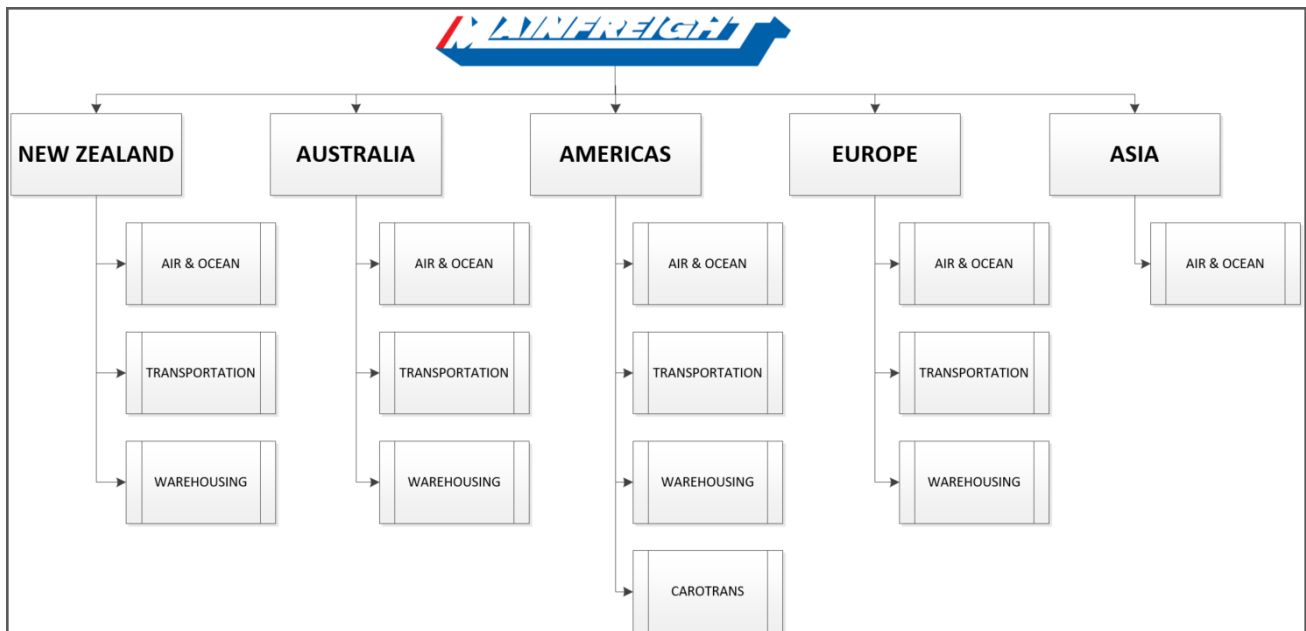 MAINFREIGHT
NEW ZEALAND
AUSTRALIA
AMERICAS
EUROPE
ASIA
AIR & OCEAN
AIR & OCEAN
AIR & OCEAN
AIR & OCEAN
AIR & OCEAN
TRANSPORTATION
TRANSPORTATION
TRANSPORTATION
TRANSPORTATION
WAREHOUSING
WAREHOUSING
WAREHOUSING
WAREHOUSING
CAROTRANS